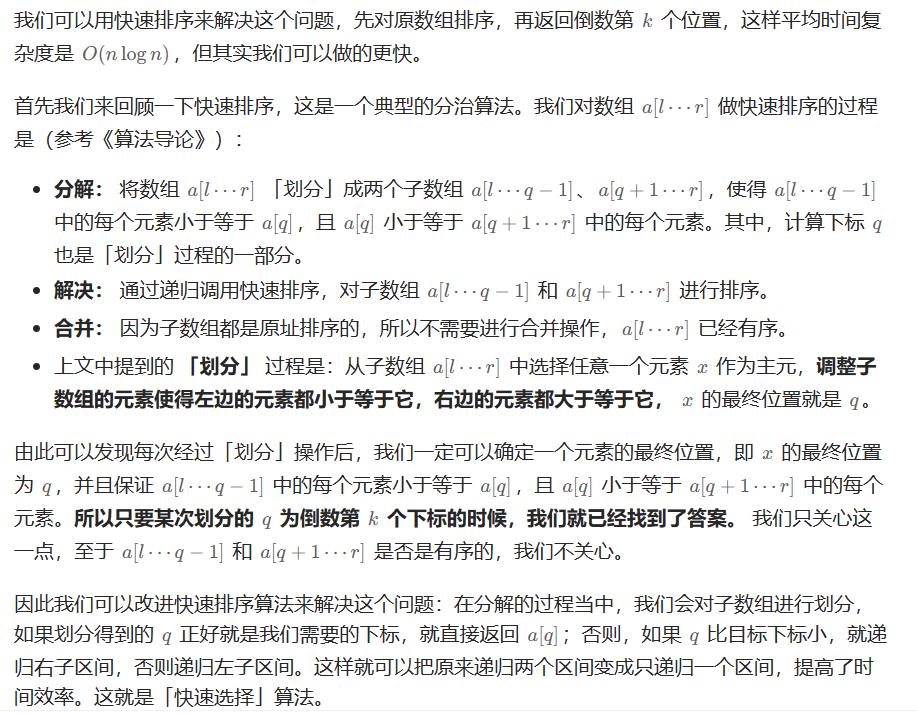 我们可以用快速排序来解决这个问题，先对原数组排序，再返回倒数第 k 个位置，这样平均时间复
杂度是 O(n log n)，但其实我们可以做的更快。
首先我们来回顾一下快速排序，这是一个典型的分治算法。我们对数组 a[l⋯r] 做快速排序的过程
是（参考《算法导论》）：
• 分解： 将数组 a[l⋯r] 「划分」成两个子数组 a[l⋯q−1]、a[q+1⋯r]，使得 a[l⋯q−1]
中的每个元素小于等于 a[q]，且 a[q] 小于等于 a[q+1⋯r] 中的每个元素。其中，计算下标 q
也是「划分」过程的一部分。
• 解决： 通过递归调用快速排序，对子数组 a[l⋯q−1] 和 a[q+1⋯r] 进行排序。
• 合并： 因为子数组都是原址排序的，所以不需要进行合并操作，a[l⋯r] 已经有序。
• 上文中提到的 「划分」 过程是：从子数组 a[l⋯r] 中选择任意一个元素 x 作为主元，调整子
数组的元素使得左边的元素都小于等于它，右边的元素都大于等于它， x 的最终位置就是 q。
由此可以发现每次经过「划分」操作后，我们一定可以确定一个元素的最终位置，即 x 的最终位置
为 q，并且保证 a[l⋯q−1] 中的每个元素小于等于 a[q]，且 a[q] 小于等于 a[q+1⋯r] 中的每个
元素。所以只要某次划分的 q 为倒数第 k 个下标的时候，我们就已经找到了答案。 我们只关心这
一点，至于 a[l⋯q−1] 和 a[q+1⋯r] 是否是有序的，我们不关心。
因此我们可以改进快速排序算法来解决这个问题：在分解的过程当中，我们会对子数组进行划分，
如果划分得到的 q 正好就是我们需要的下标，就直接返回 a[q]；否则，如果 q 比目标下标小，就递
归右子区间，否则递归左子区间。这样就可以把原来递归两个区间变成只递归一个区间，提高了时
间效率。这就是「快速选择」算法。